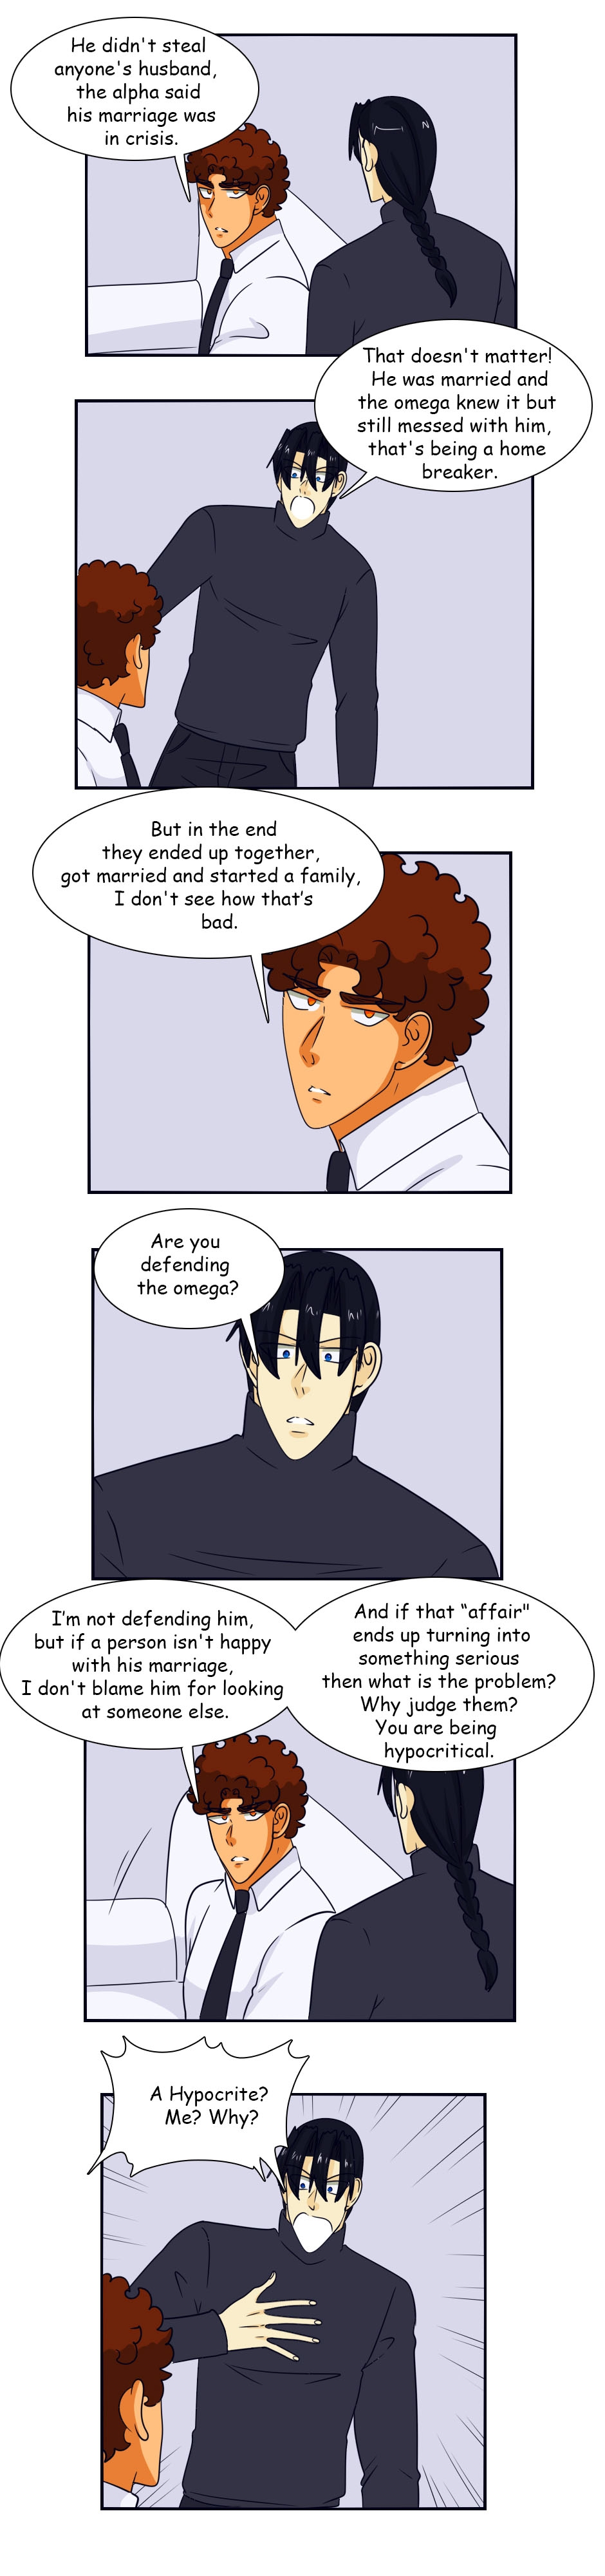 He didn't steal
anyone's husband,
the alpha said
his marriage was
in crisis.
That doesn't matter!
He was married and
the omega knew it but
still messed with him,
that's being a home
breaker.
But in the end
they ended up together,
got married and started a family,
I don't see how that's
bad.
Are you
defending
the omega?
I'm not defending him,
but if a person isn't happy
with his marriage,
I don't blame him for looking
at someone else.
And if that “affair"
ends up turning into
something serious
then what is the problem?
Why judge them?
You are being
hypocritical.
A Hypocrite?
Me? Why?